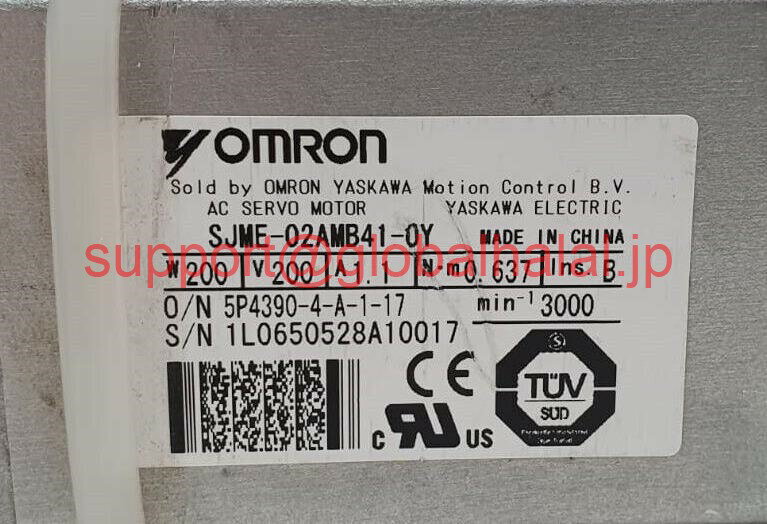 OMRON
Sold by OMRON YASKAWA Motion Control B.V.
AC SERVO MOTOR YASKAWA ELECTRIC
SJME-02AMB41-OY MADE IN CHINA
support@globalhalal.jp
W 200 V 200 A 1.1 N·m 0.637 Ins. B
O/N 5P4390-4-A-1-17 min-1 3000
S/N 1L0650528A10017
CE
c RU US
TÜV
SÜD